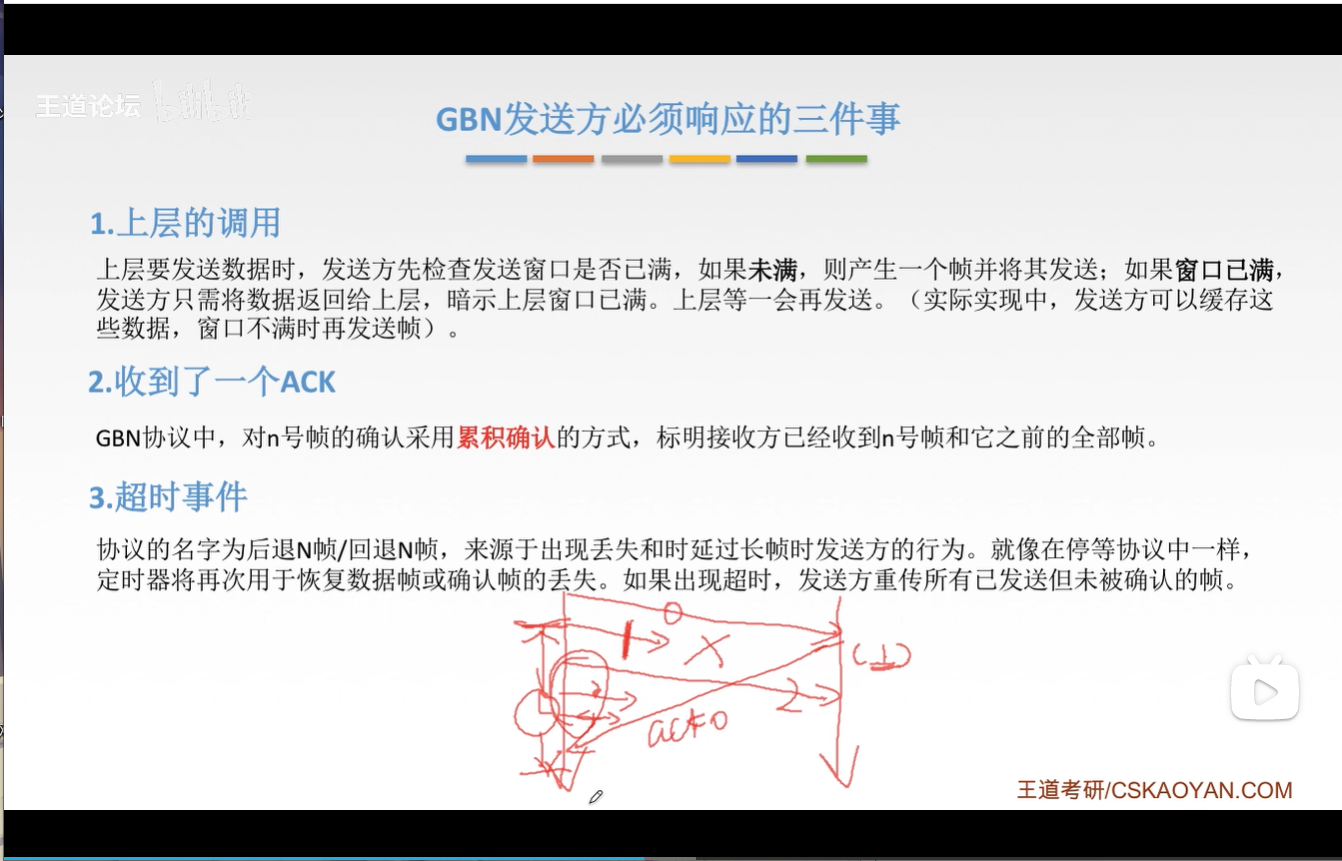 王道论坛 bilibili
GBN发送方必须响应的三件事
1.上层的调用
上层要发送数据时，发送方先检查发送窗口是否已满，如果未满，则产生一个帧并将其发送；如果窗口已满，
发送方只需将数据返回给上层，暗示上层窗口已满。上层等一会再发送。（实际实现中，发送方可以缓存这
些数据，窗口不满时再发送帧）。
2.收到了一个ACK
GBN协议中，对n号帧的确认采用累积确认的方式，标明接收方已经收到n号帧和它之前的全部帧。
3.超时事件
协议的名字为后退N帧/回退N帧，来源于出现丢失和时延过长帧时发送方的行为。就像在停等协议中一样，
定时器将再次用于恢复数据帧或确认帧的丢失。如果出现超时，发送方重传所有已发送但未被确认的帧。
0
1
(1)
2
ack 0
王道考研/CSKAOYAN.COM